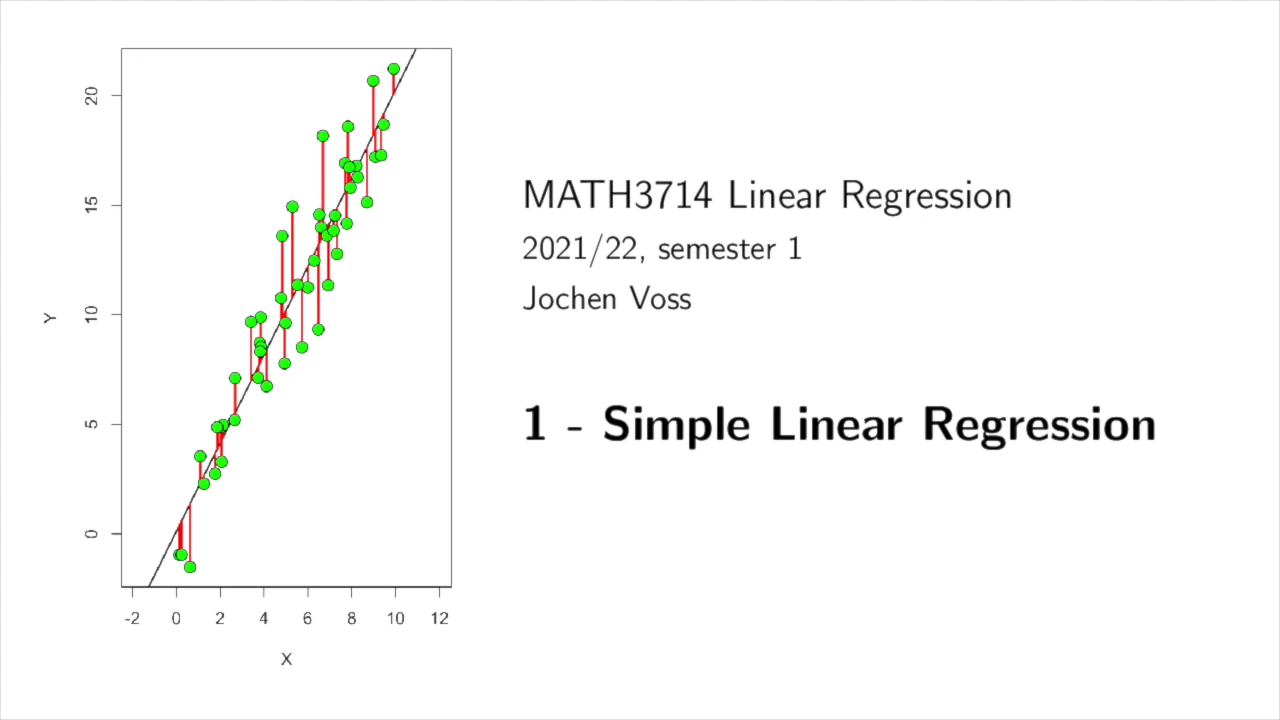 MATH3714 Linear Regression
2021/22, semester 1
Jochen Voss
1 - Simple Linear Regression
Y
20
15
10
5
0
-2 0 2 4 6 8 10 12
X